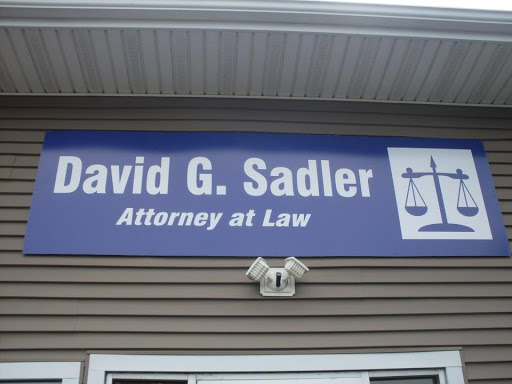 David G. Sadler
Attorney at Law